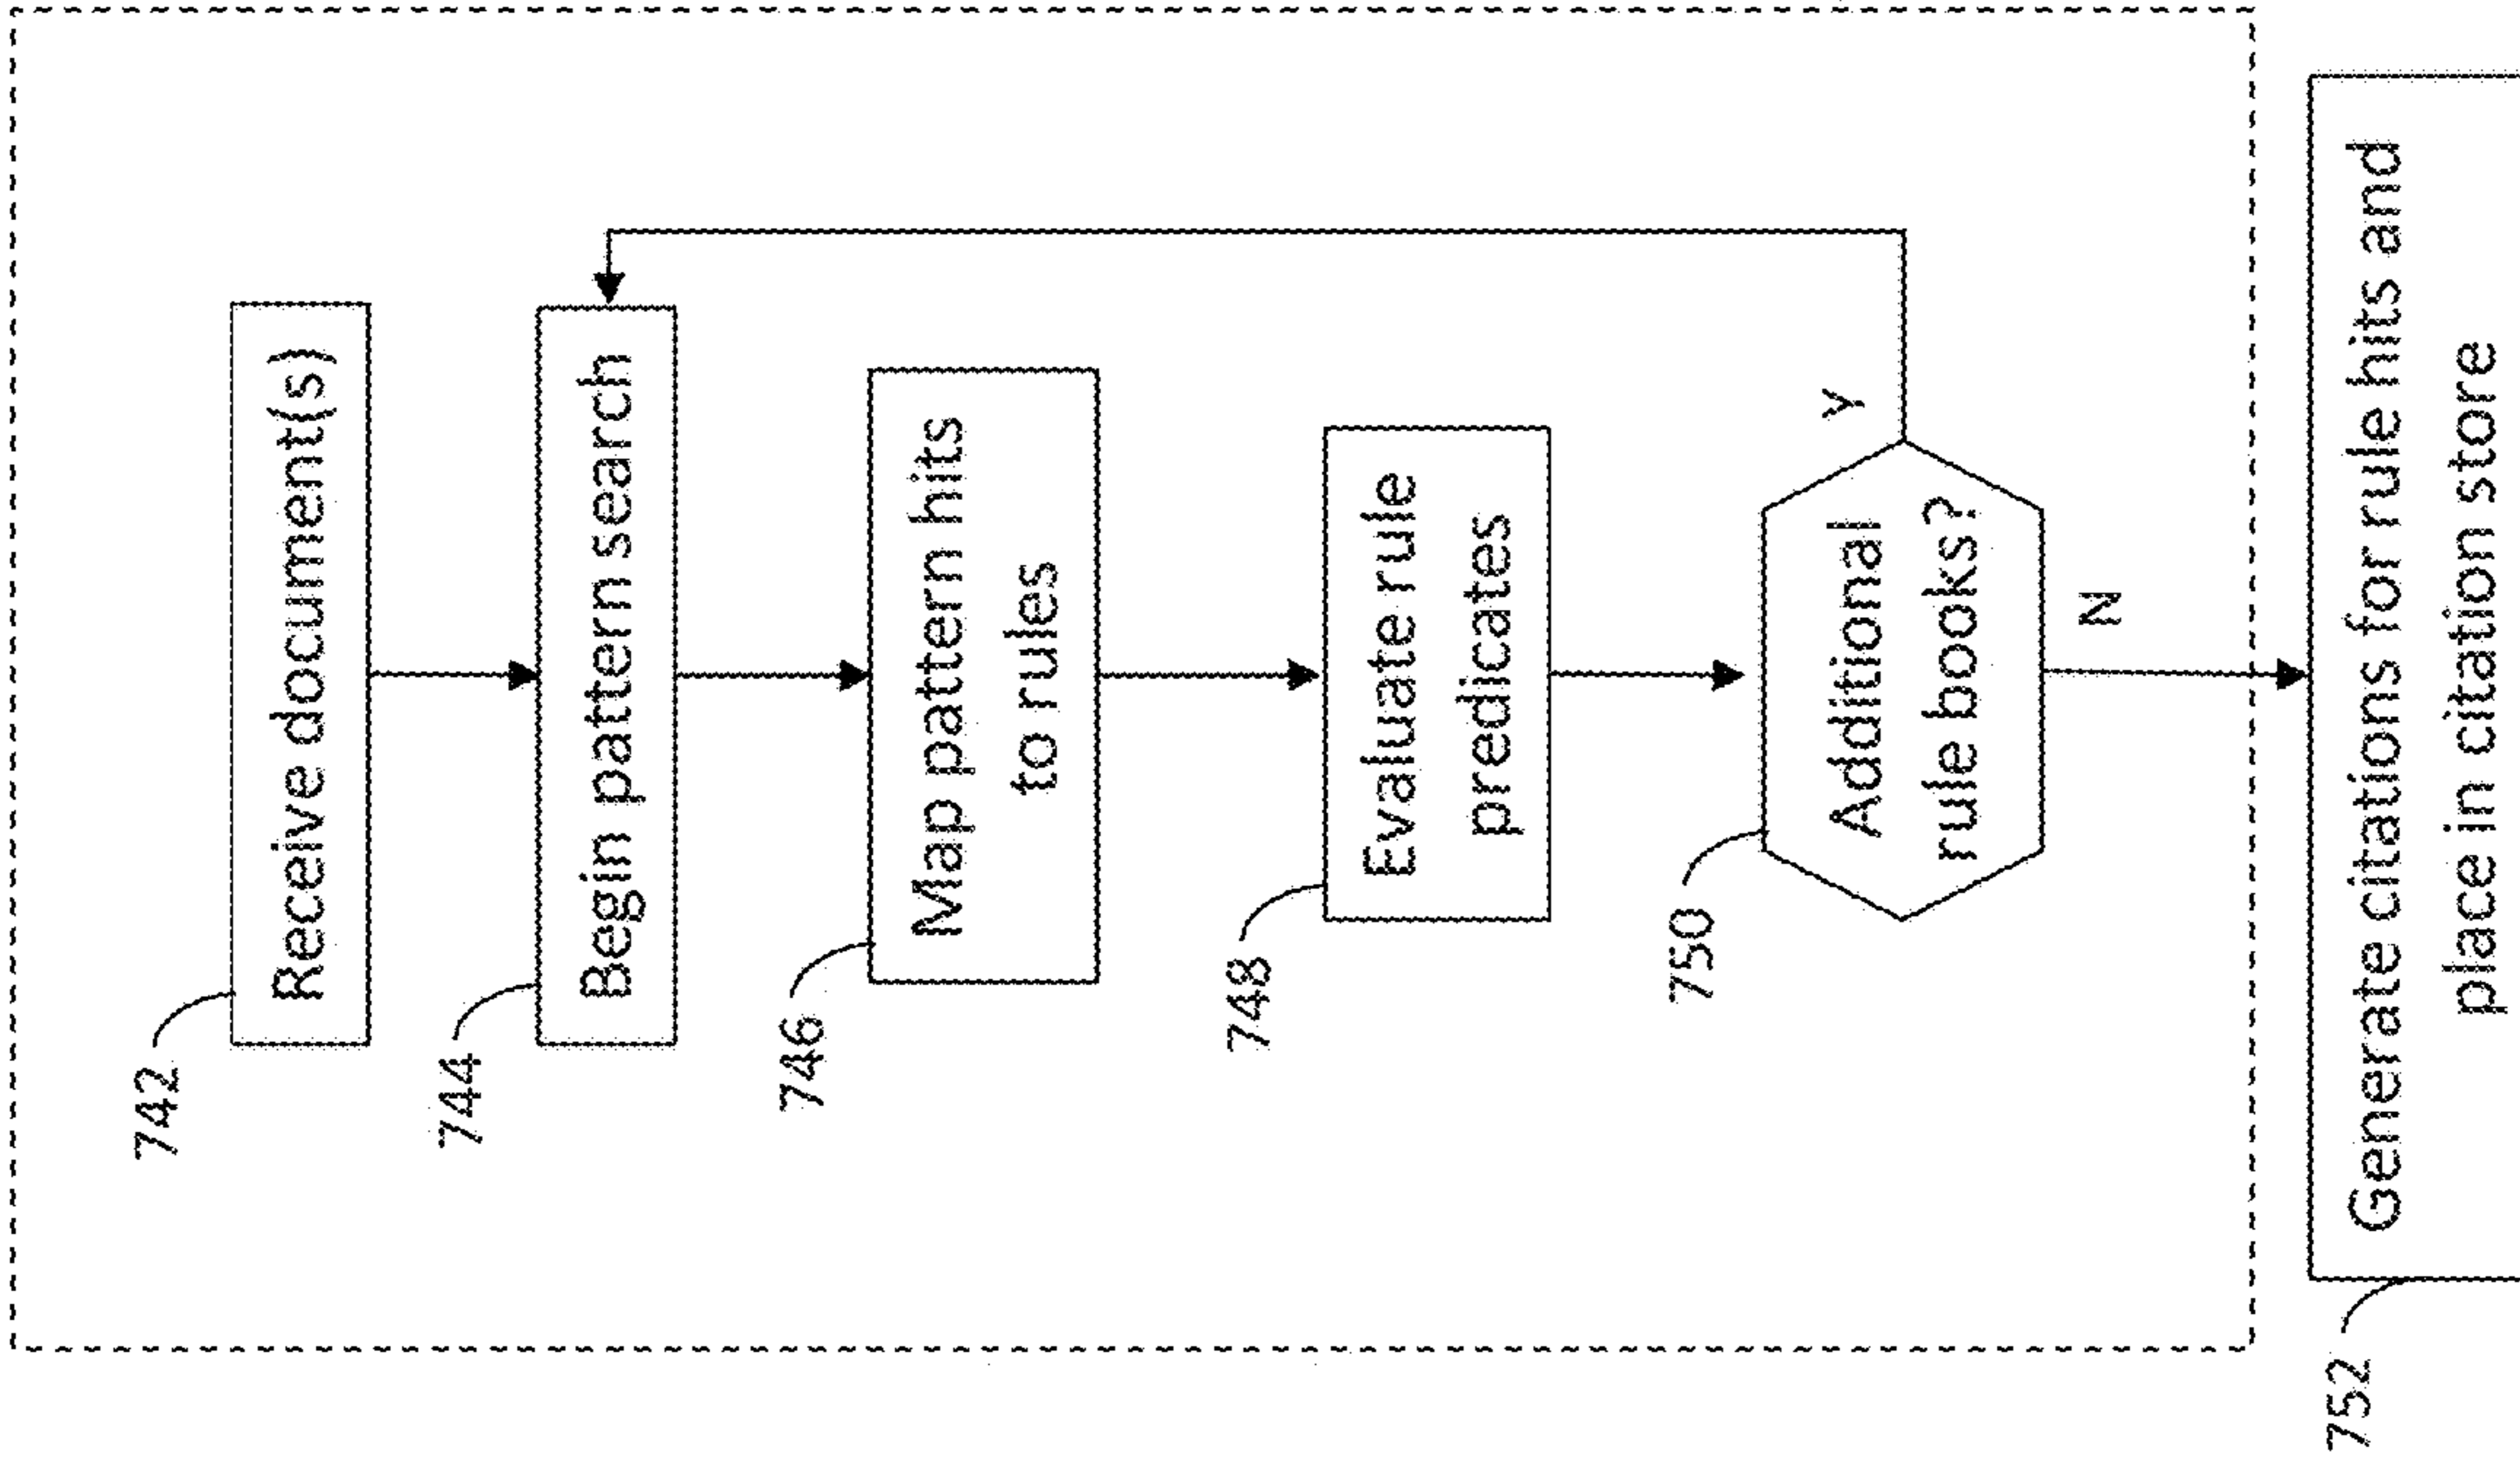 742
Receive document(s)
744
Begin pattern search
746
Map pattern hits
to rules
748
Evaluate rule
predicates
750
Additional
rule books?
Y
N
752
Generate citations for rule hits and
place in citation store